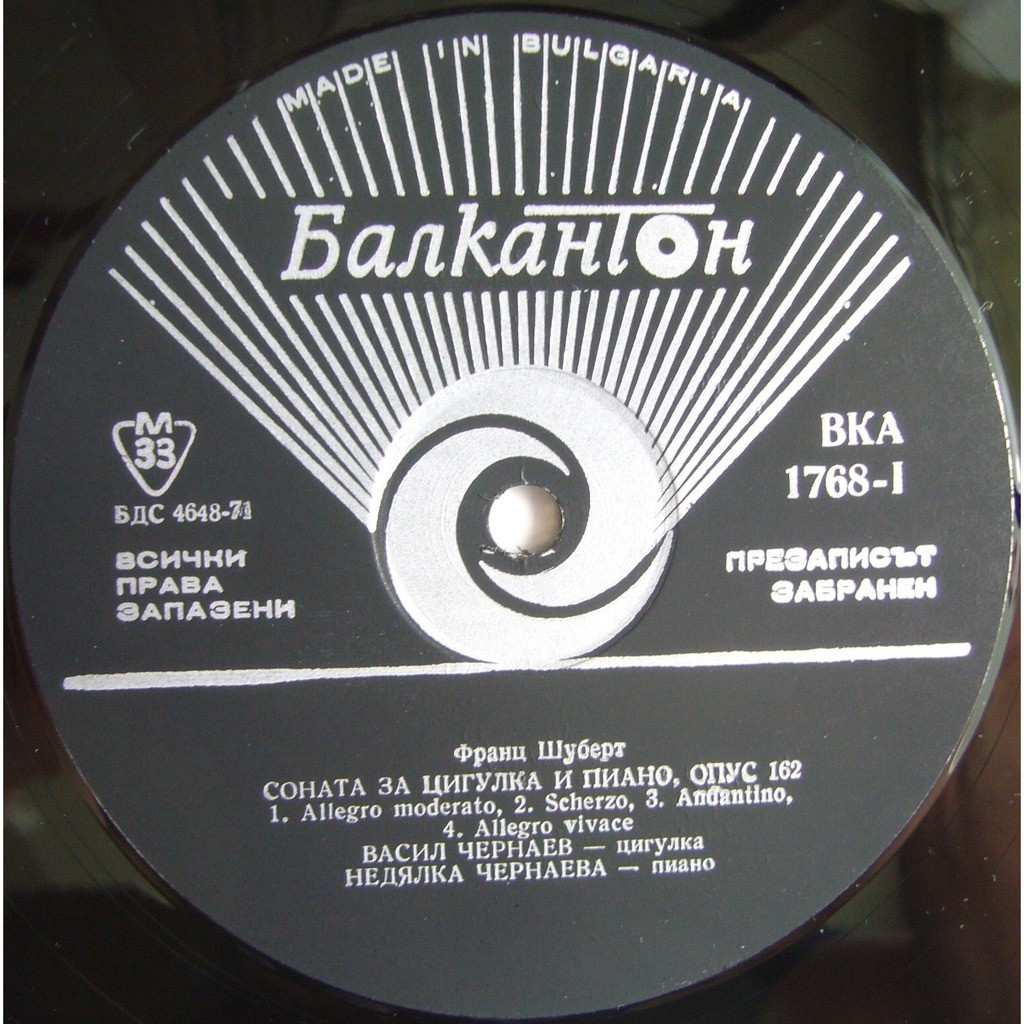 MADE IN BULGARIA
Балкантон
М
33
БДС 4648-71
ВСИЧКИ
ПРАВА
ЗАПАЗЕНИ
ВКА
1768-I
ПРЕЗАПИСЪТ
ЗАБРАНЕН
Франц Шуберт
СОНАТА ЗА ЦИГУЛКА И ПИАНО, ОПУС 162
1. Allegro moderato, 2. Scherzo, 3. Andantino,
4. Allegro vivace
ВАСИЛ ЧЕРНАЕВ — цигулка
НЕДЯЛКА ЧЕРНАЕВА — пиано